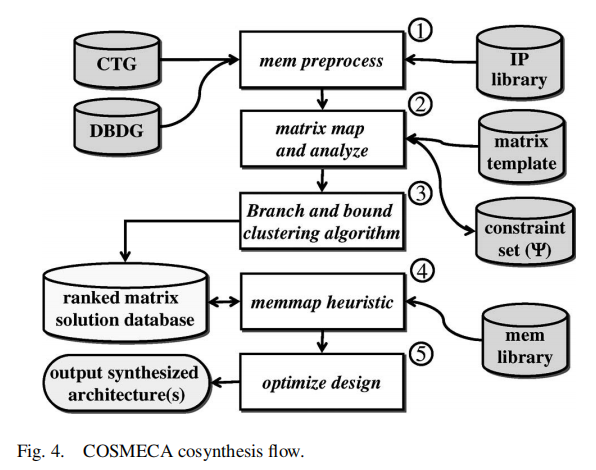 1
CTG
mem preprocess
IP
library
DBDG
2
matrix map
and analyze
matrix
template
3
Branch and bound
clustering algorithm
constraint
set (Ψ)
4
ranked matrix
solution database
memmap heuristic
mem
library
5
output synthesized
architecture(s)
optimize design
Fig. 4. COSMECA cosynthesis flow.